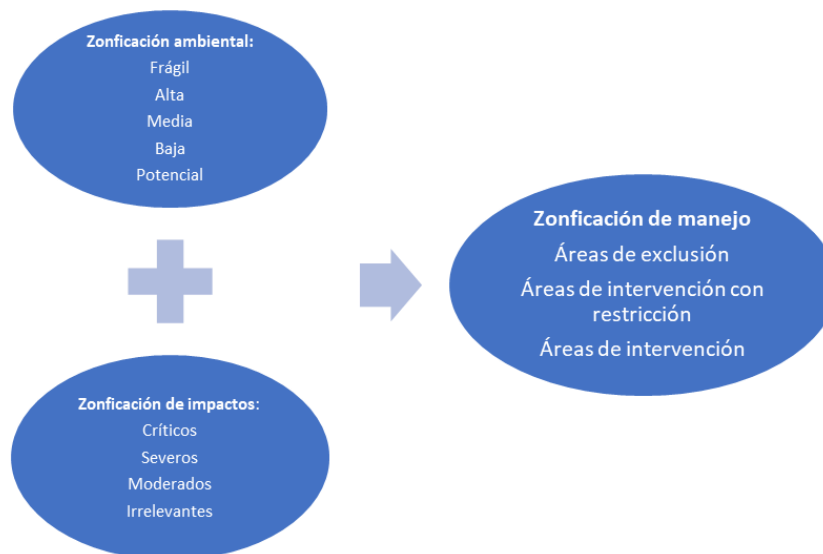 Zonficación ambiental:
Frágil
Alta
Media
Baja
Potencial
Zonficación de impactos:
Críticos
Severos
Moderados
Irrelevantes
Zonficación de manejo
Áreas de exclusión
Áreas de intervención con
restricción
Áreas de intervención